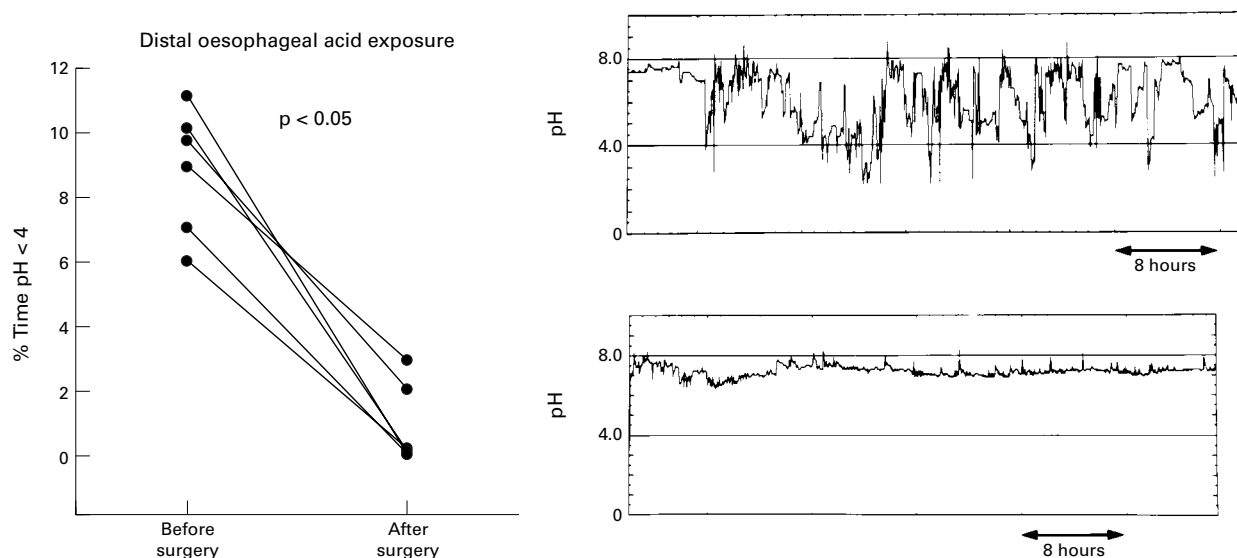 Distal oesophageal acid exposure
p < 0.05
% Time pH < 4
12
10
8
6
4
2
0
Before
surgery
After
surgery
pH
8.0
4.0
0
8 hours
pH
8.0
4.0
0
8 hours